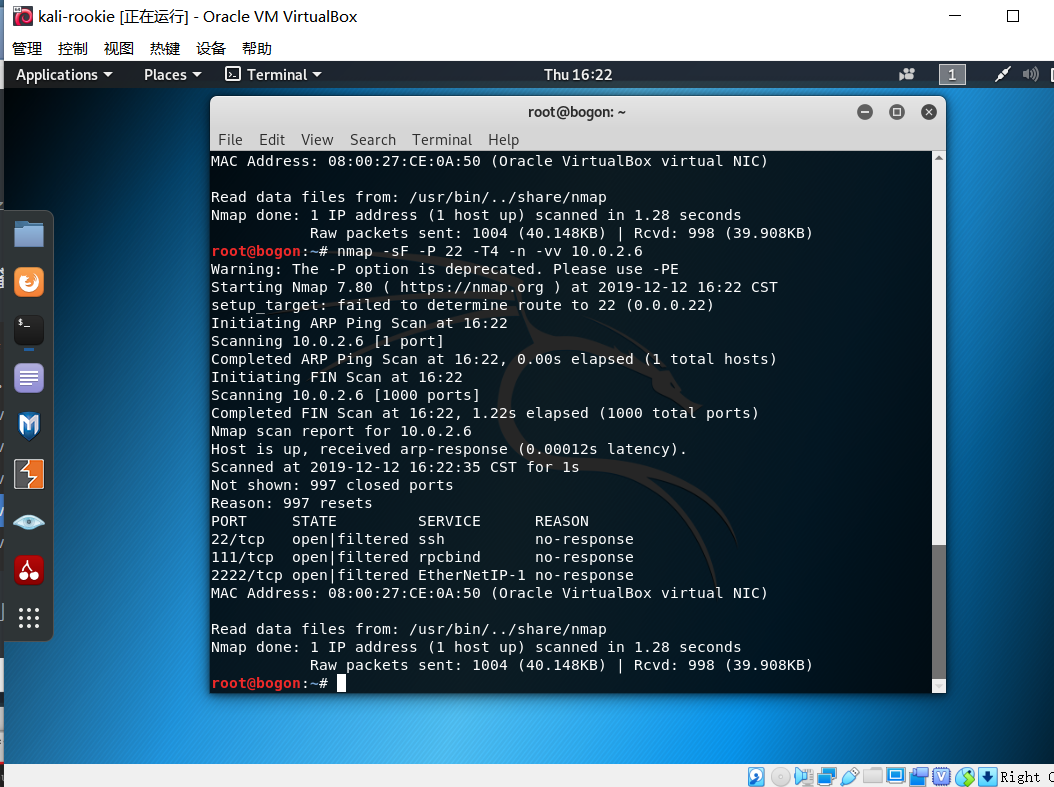 kali-rookie [正在运行] - Oracle VM VirtualBox
管理 控制 视图 热键 设备 帮助
Applications Places Terminal Thu 16:22 1
root@bogon: ~
File Edit View Search Terminal Help
MAC Address: 08:00:27:CE:0A:50 (Oracle VirtualBox virtual NIC)
Read data files from: /usr/bin/../share/nmap
Nmap done: 1 IP address (1 host up) scanned in 1.28 seconds
Raw packets sent: 1004 (40.148KB) | Rcvd: 998 (39.908KB)
root@bogon:~# nmap -sF -P 22 -T4 -n -vv 10.0.2.6
Warning: The -P option is deprecated. Please use -PE
Starting Nmap 7.80 ( https://nmap.org ) at 2019-12-12 16:22 CST
setup_target: failed to determine route to 22 (0.0.0.22)
Initiating ARP Ping Scan at 16:22
Scanning 10.0.2.6 [1 port]
Completed ARP Ping Scan at 16:22, 0.00s elapsed (1 total hosts)
Initiating FIN Scan at 16:22
Scanning 10.0.2.6 [1000 ports]
Completed FIN Scan at 16:22, 1.22s elapsed (1000 total ports)
Nmap scan report for 10.0.2.6
Host is up, received arp-response (0.00012s latency).
Scanned at 2019-12-12 16:22:35 CST for 1s
Not shown: 997 closed ports
Reason: 997 resets
PORT STATE SERVICE REASON
22/tcp open|filtered ssh no-response
111/tcp open|filtered rpcbind no-response
2222/tcp open|filtered EtherNetIP-1 no-response
MAC Address: 08:00:27:CE:0A:50 (Oracle VirtualBox virtual NIC)
Read data files from: /usr/bin/../share/nmap
Nmap done: 1 IP address (1 host up) scanned in 1.28 seconds
Raw packets sent: 1004 (40.148KB) | Rcvd: 998 (39.908KB)
root@bogon:~#
Right